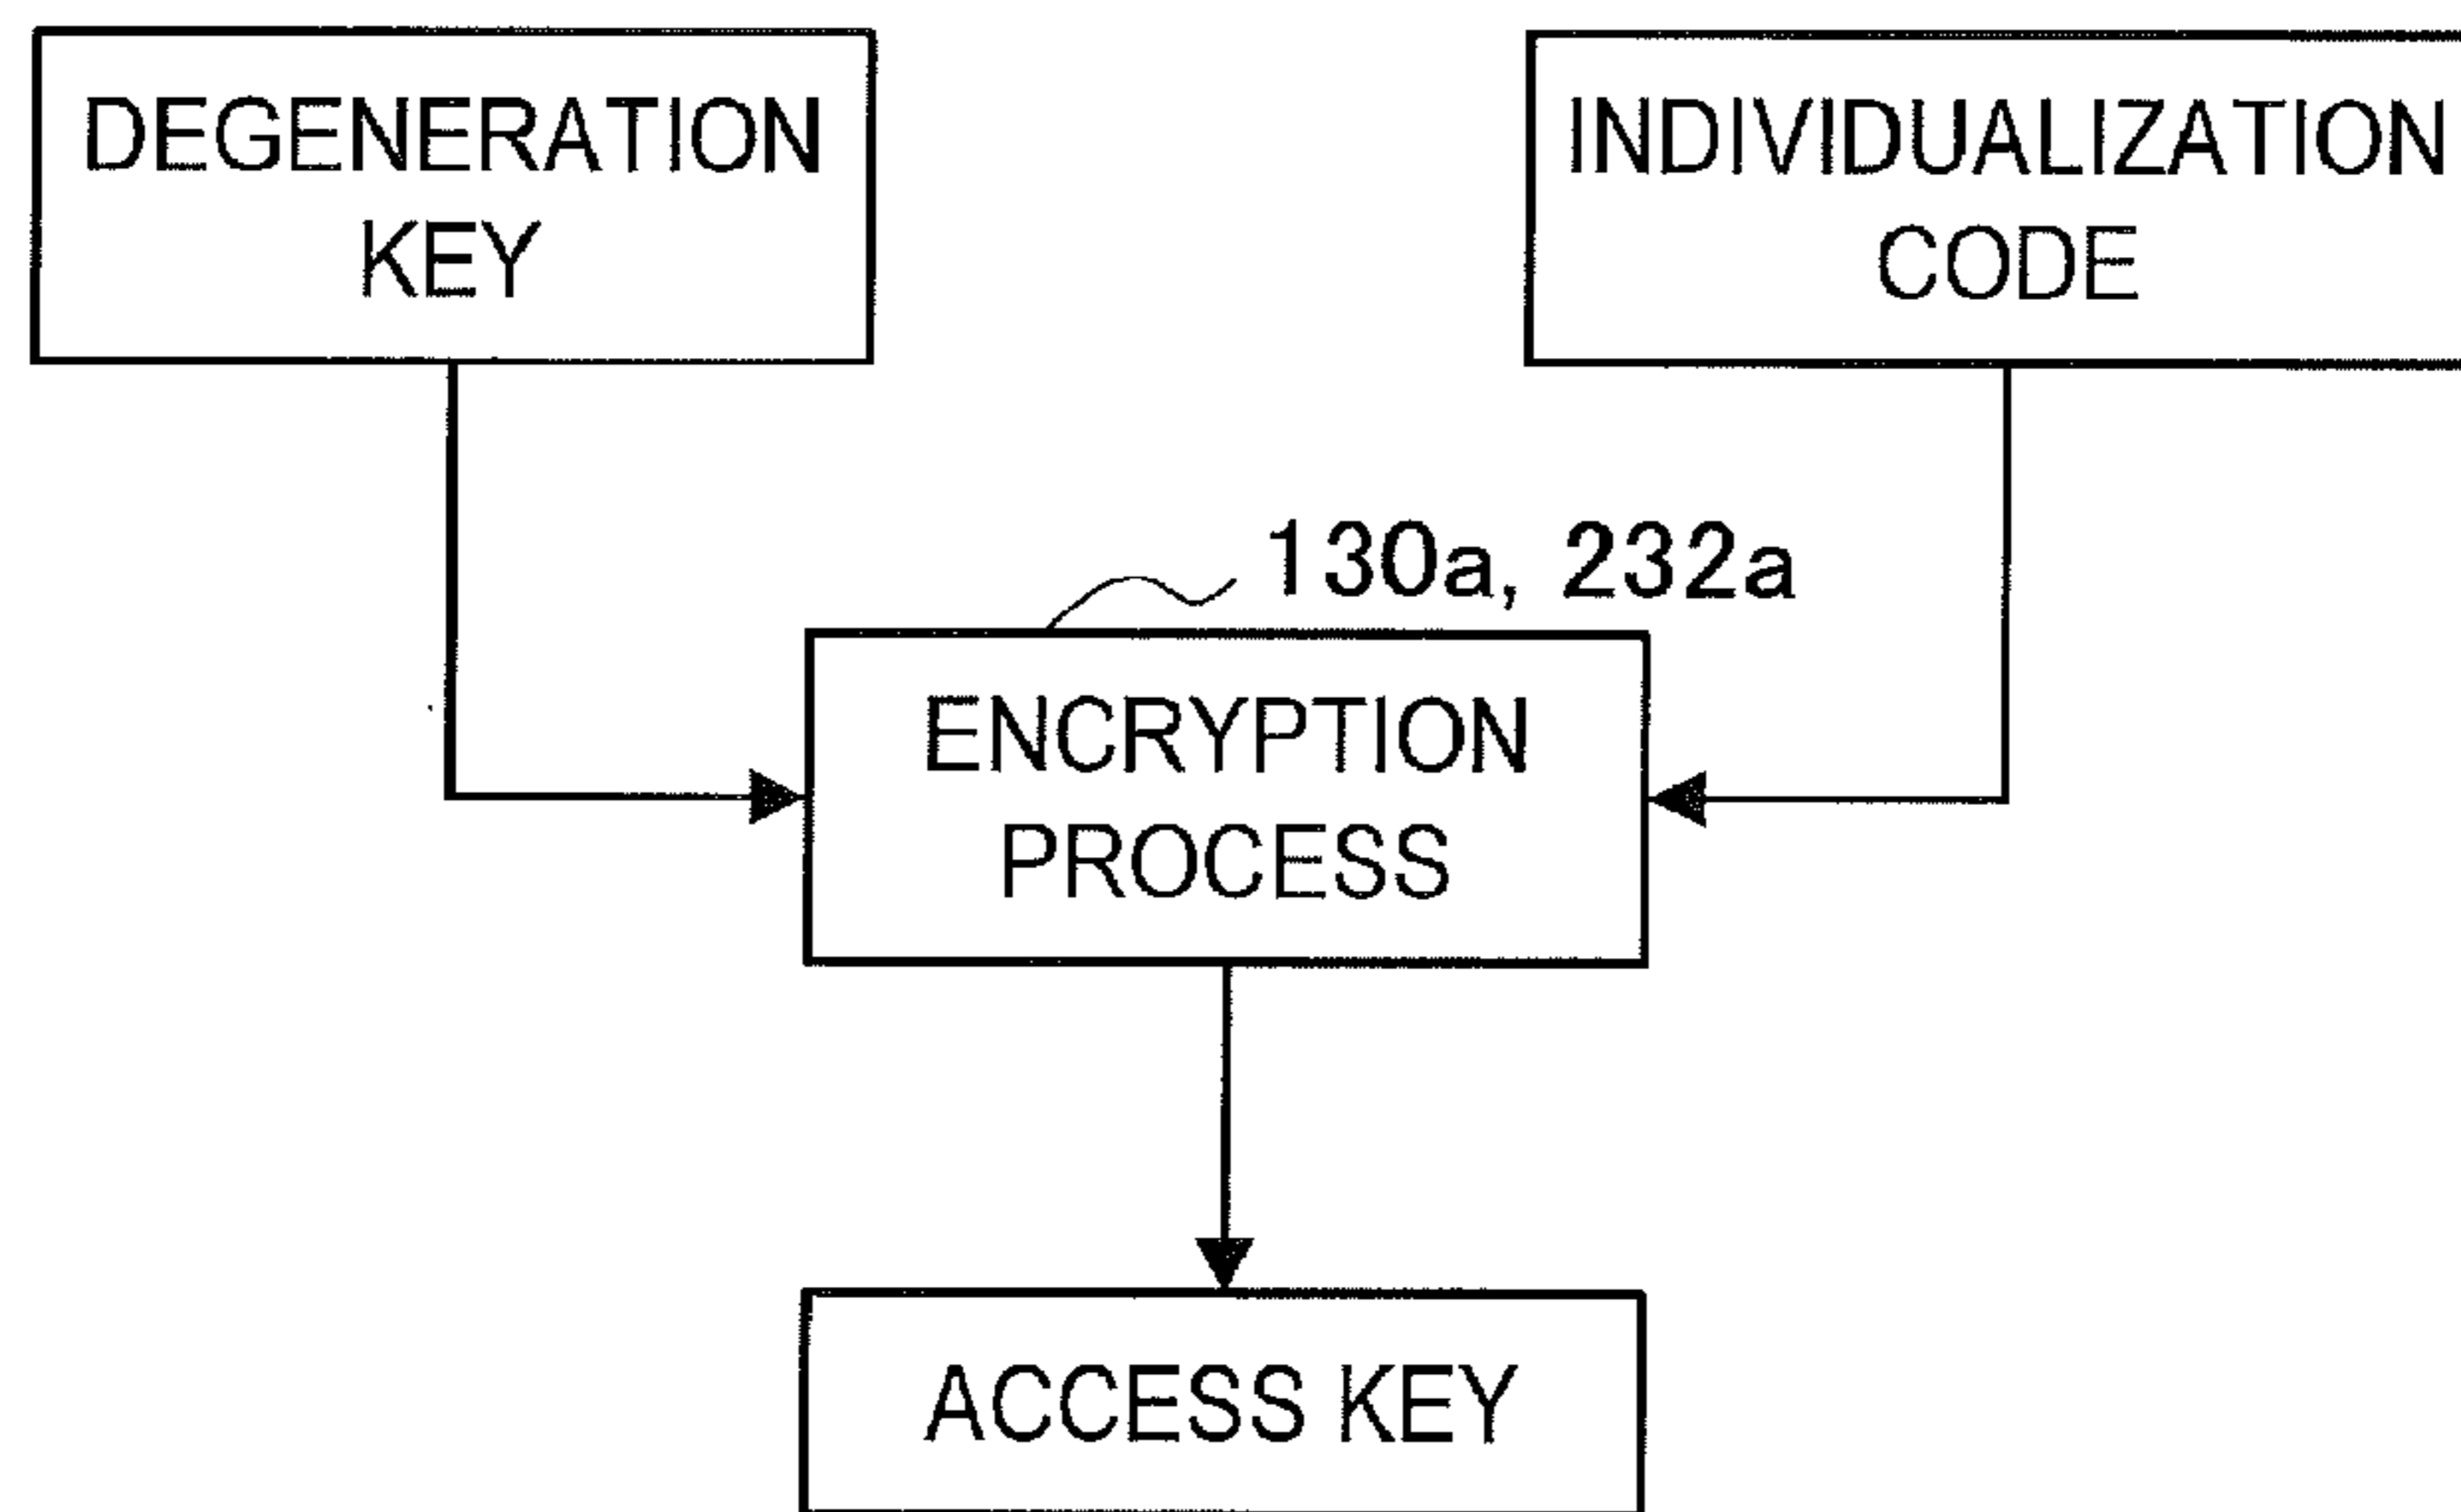 DEGENERATION
KEY
INDIVIDUALIZATION
CODE
130a, 232a
ENCRYPTION
PROCESS
ACCESS KEY